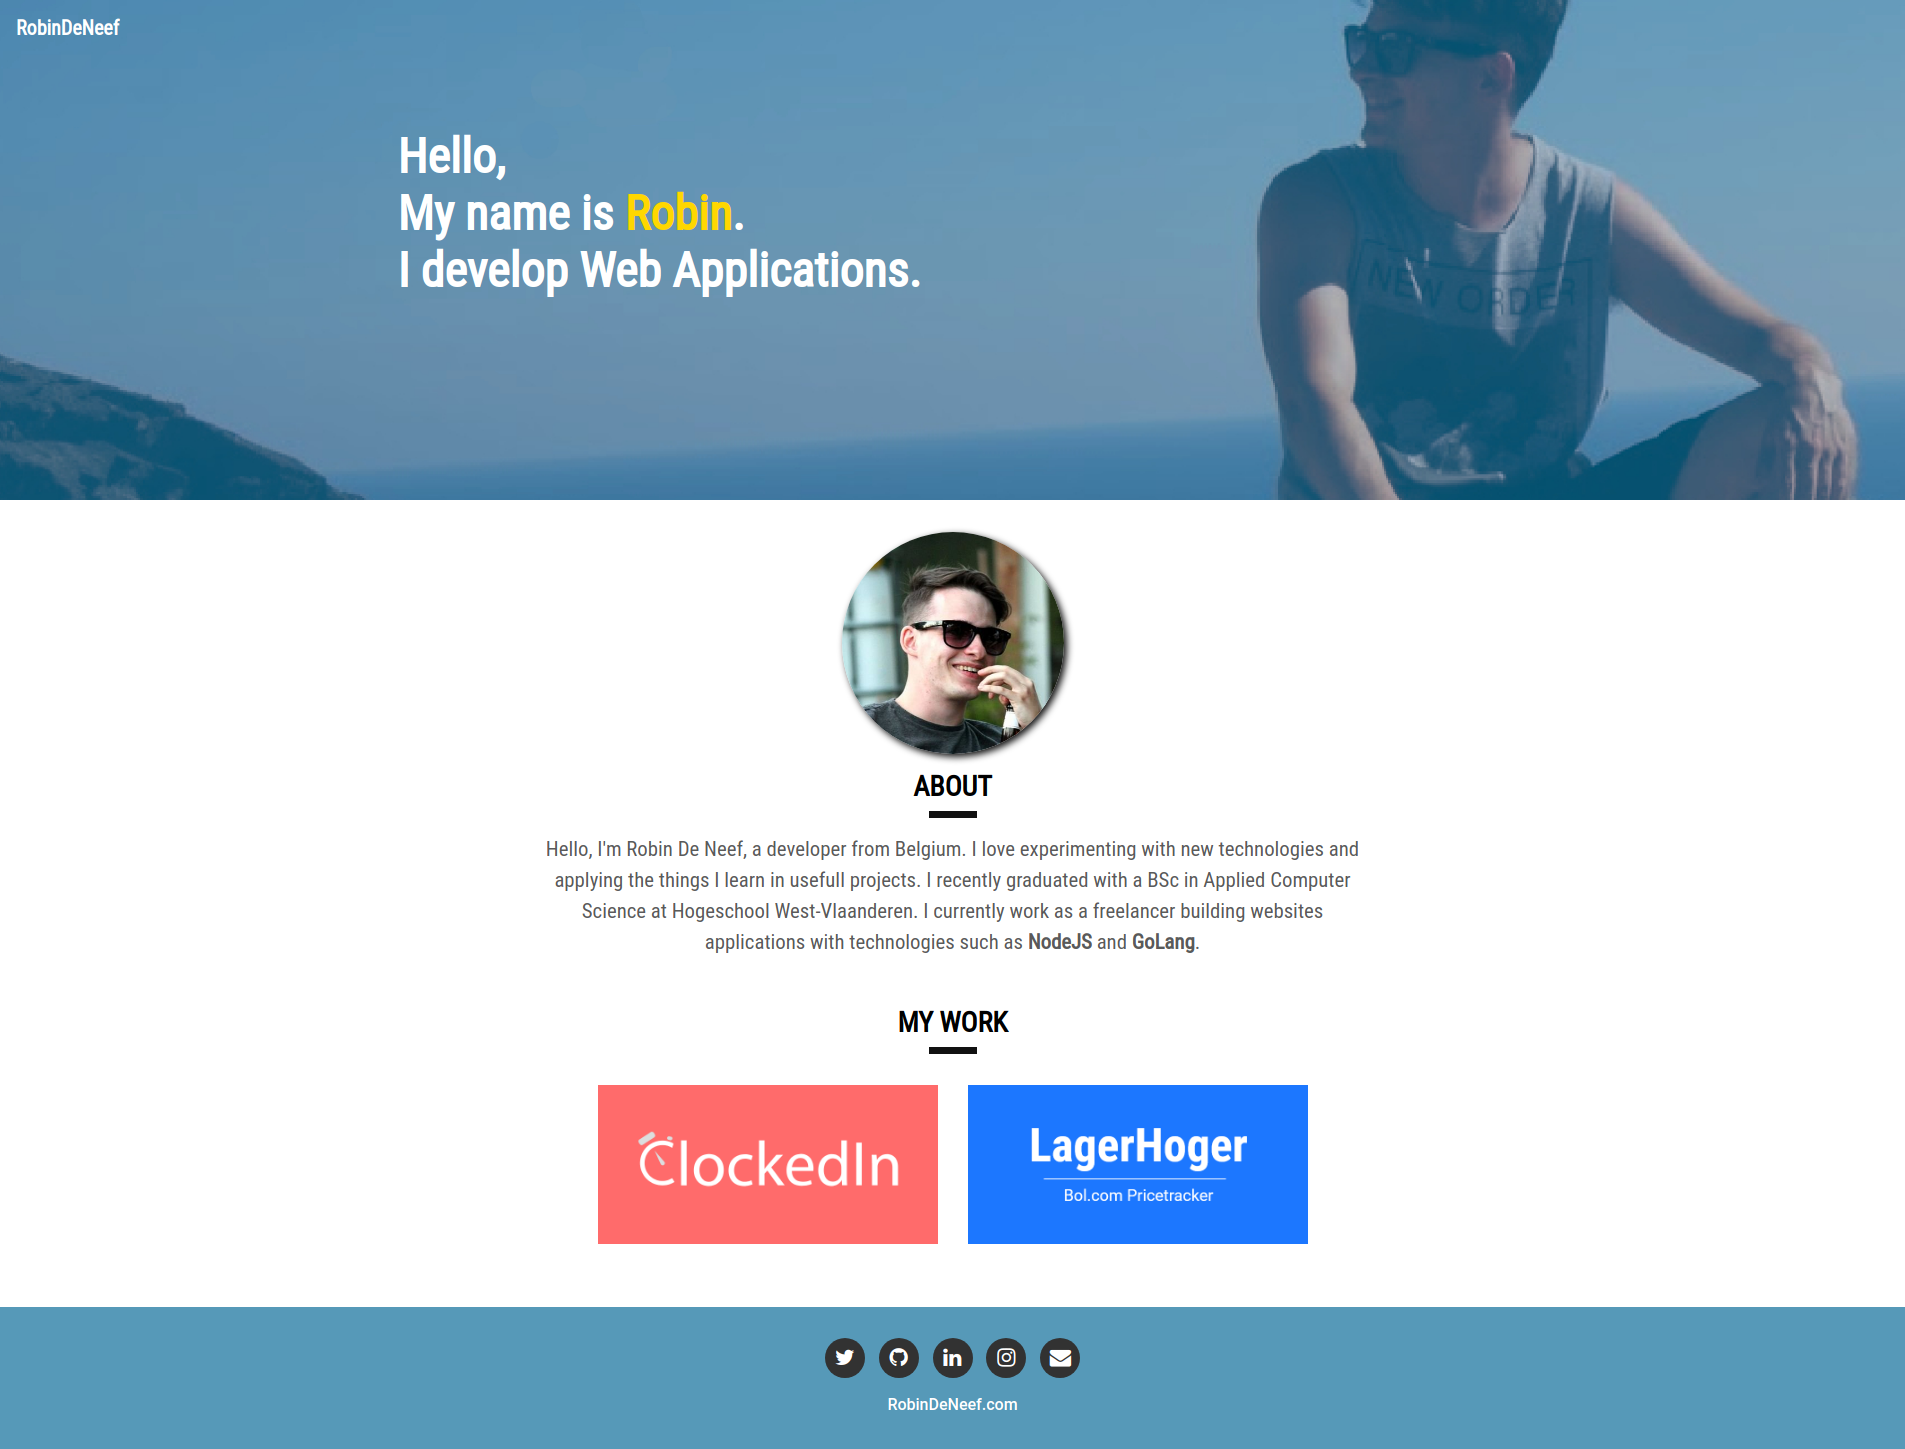 RobinDeNeef
Hello,
My name is Robin.
I develop Web Applications.
NEW ORDER
ABOUT
Hello, I'm Robin De Neef, a developer from Belgium. I love experimenting with new technologies and
applying the things I learn in usefull projects. I recently graduated with a BSc in Applied Computer
Science at Hogeschool West-Vlaanderen. I currently work as a freelancer building websites
applications with technologies such as NodeJS and GoLang.
MY WORK
ClockedIn
LagerHoger
Bol.com Pricetracker
RobinDeNeef.com